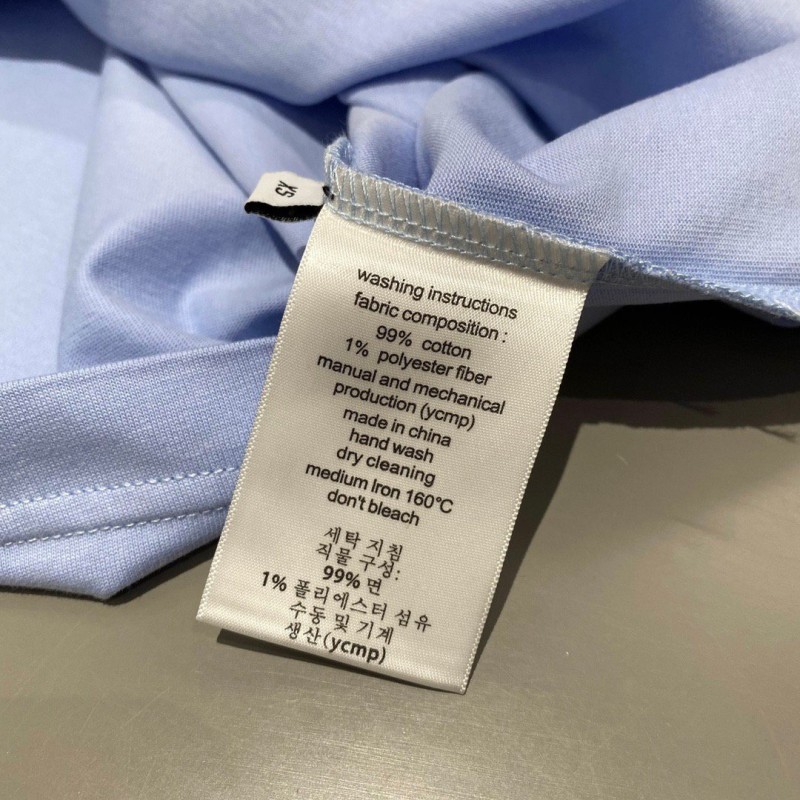 XS
washing instructions
fabric composition :
99% cotton
1% polyester fiber
manual and mechanical
production (ycmp)
made in china
hand wash
dry cleaning
medium Iron 160℃
don't bleach
세탁 지침
직물 구성:
99% 면
1% 폴리에스터 섬유
수동 및 기계
생산(ycmp)